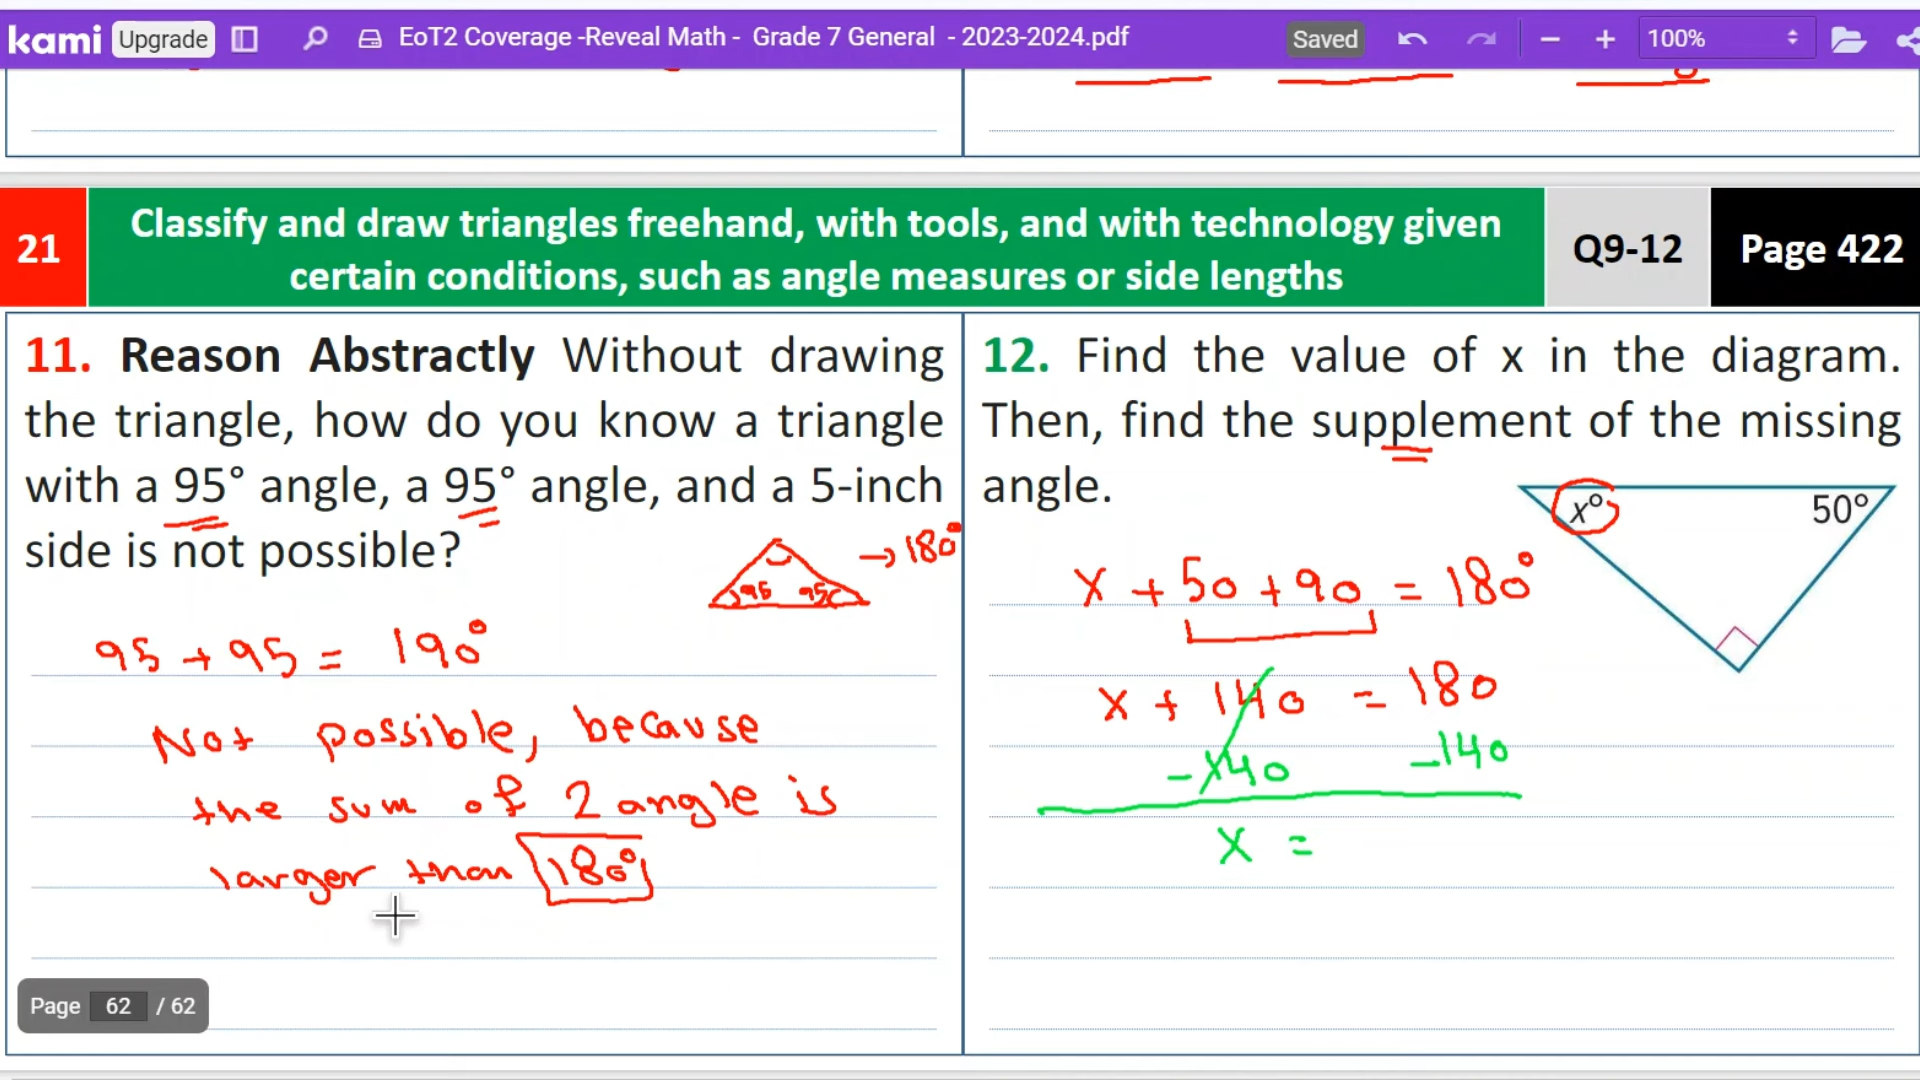 kami Upgrade EoT2 Coverage -Reveal Math - Grade 7 General - 2023-2024.pdf Saved 100%
21
Classify and draw triangles freehand, with tools, and with technology given
certain conditions, such as angle measures or side lengths
Q9-12
Page 422
11. Reason Abstractly Without drawing
the triangle, how do you know a triangle
with a 95° angle, a 95° angle, and a 5-inch
side is not possible?
95 95 → 180°
95 + 95 = 190°
Not possible, because
the sum of 2 angle is
larger than 180°
12. Find the value of x in the diagram.
Then, find the supplement of the missing
angle.
x° 50°
x + 50 + 90 = 180°
x + 140 = 180
-140 -140
x =
Page 62 / 62